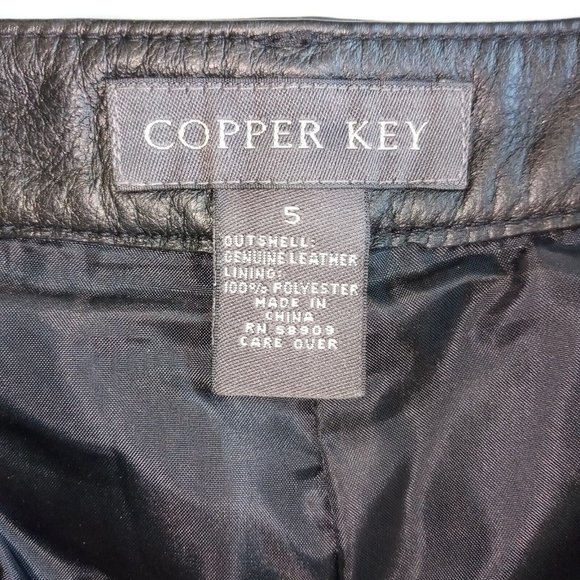 COPPER KEY
5
OUTSHELL:
GENUINE LEATHER
LINING:
100% POLYESTER
MADE IN
CHINA
RN 58909
CARE OVER